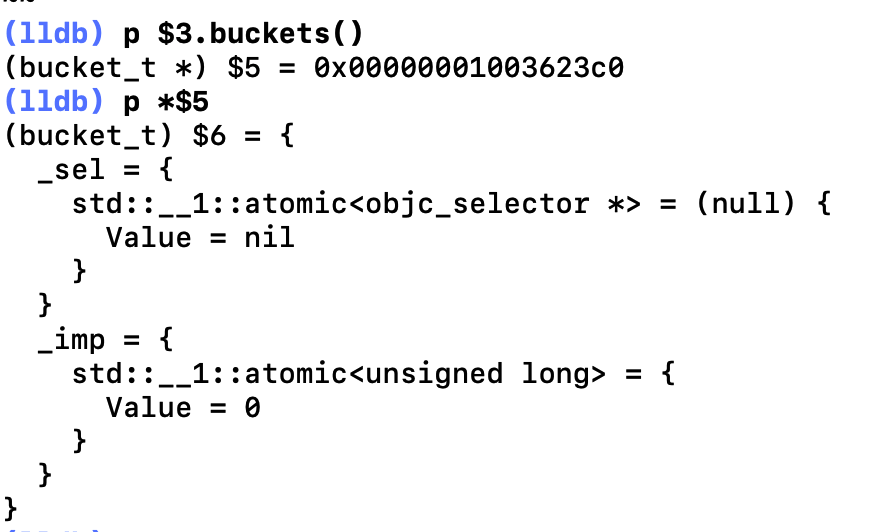 (lldb) p $3.buckets()
(bucket_t *) $5 = 0x00000001003623c0
(lldb) p *$5
(bucket_t) $6 = {
  _sel = {
    std::__1::atomic<objc_selector *> = (null) {
      Value = nil
    }
  }
  _imp = {
    std::__1::atomic<unsigned long> = {
      Value = 0
    }
  }
}